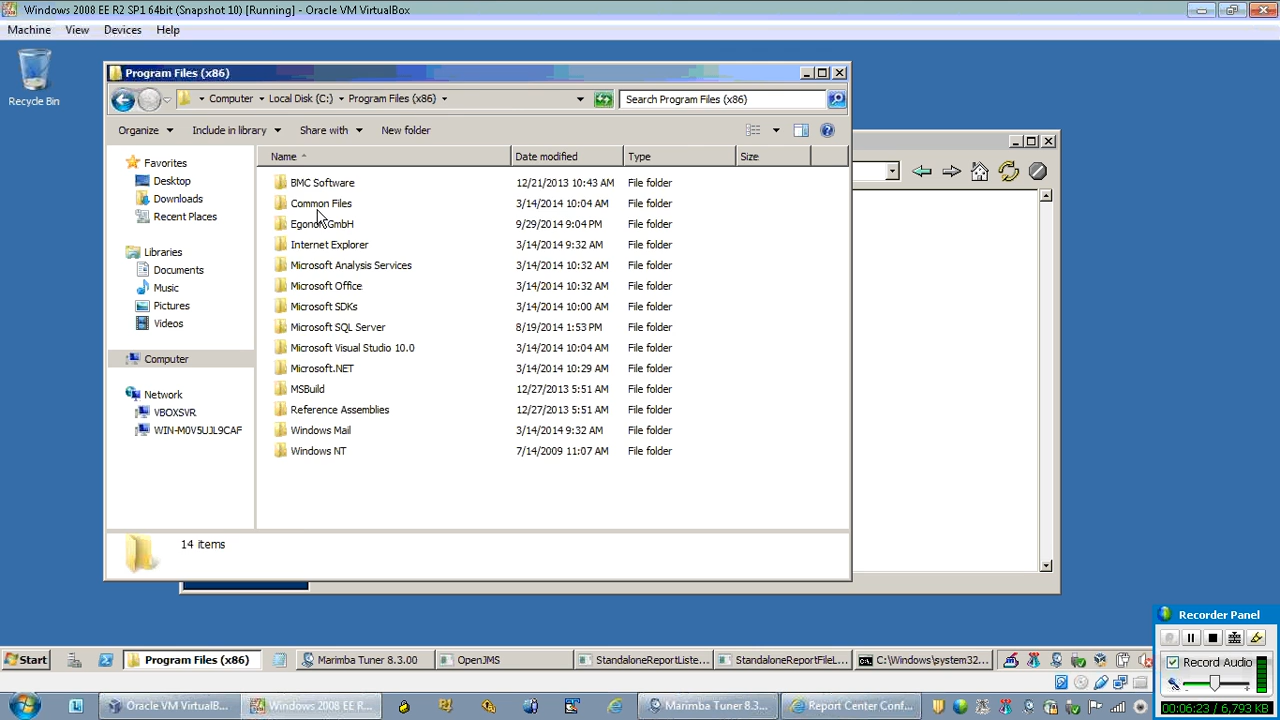 Windows 2008 EE R2 SP1 64bit (Snapshot 10) [Running] - Oracle VM VirtualBox
Machine View Devices Help
Recycle Bin
Program Files (x86)
Computer Local Disk (C:) Program Files (x86)
Search Program Files (x86)
Organize Include in library Share with New folder
Favorites
Desktop
Downloads
Recent Places
Libraries
Documents
Music
Pictures
Videos
Computer
Network
VBOXSVR
WIN-M0V5UJL9CAF
Name Date modified Type Size
BMC Software 12/21/2013 10:43 AM File folder
Common Files 3/14/2014 10:04 AM File folder
GmbH 9/29/2014 9:04 PM File folder
Internet Explorer 3/14/2014 9:32 AM File folder
Microsoft Analysis Services 3/14/2014 10:32 AM File folder
Microsoft Office 3/14/2014 10:32 AM File folder
Microsoft SDKs 3/14/2014 10:00 AM File folder
Microsoft SQL Server 8/19/2014 1:53 PM File folder
Microsoft Visual Studio 10.0 3/14/2014 10:04 AM File folder
Microsoft.NET 3/14/2014 10:29 AM File folder
MSBuild 12/27/2013 5:51 AM File folder
Reference Assemblies 12/27/2013 5:51 AM File folder
Windows Mail 3/14/2014 9:32 AM File folder
Windows NT 7/14/2009 11:07 AM File folder
14 items
Recorder Panel
Record Audio
00:06:23 / 6,793 KB
Start Program Files (x86) Marimba Tuner 8.3.00 OpenJMS StandaloneReportListe... StandaloneReportFileL... C:\Windows\system32...
Oracle VM VirtualB... Windows 2008 EE R... Marimba Tuner 8.3.... Report Center Conf...